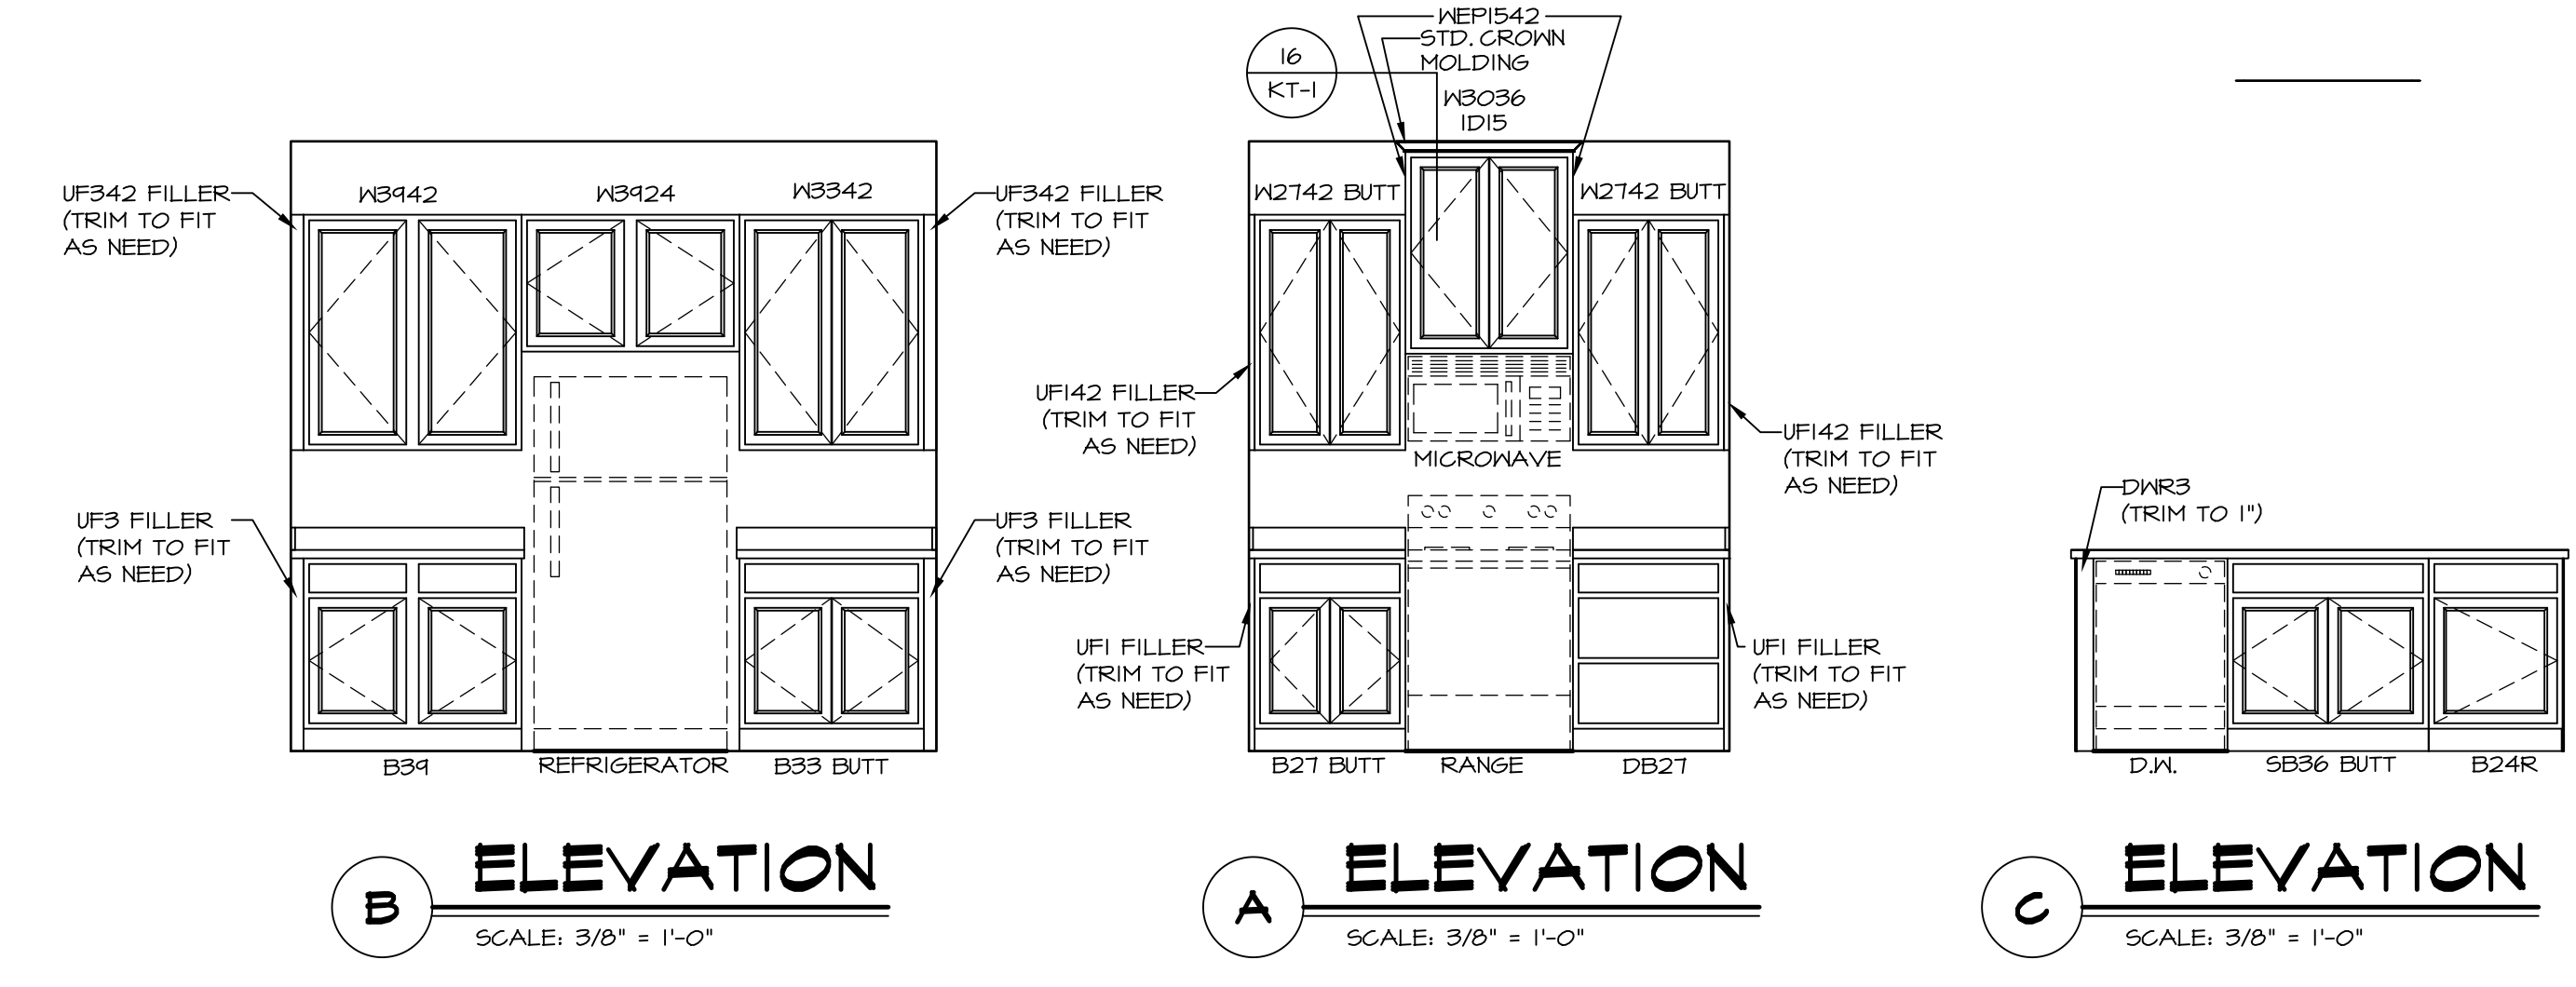 UF342 FILLER
(TRIM TO FIT
AS NEED)
W3942
W3924
W3342
UF342 FILLER
(TRIM TO FIT
AS NEED)
UF3 FILLER
(TRIM TO FIT
AS NEED)
UF3 FILLER
(TRIM TO FIT
AS NEED)
B39
REFRIGERATOR
B33 BUTT
B
ELEVATION
SCALE: 3/8" = 1'-0"
16
KT-1
WEP1542
STD. CROWN
MOLDING
W3036
1D15
W2742 BUTT
W2742 BUTT
UF142 FILLER
(TRIM TO FIT
AS NEED)
MICROWAVE
UF142 FILLER
(TRIM TO FIT
AS NEED)
UF1 FILLER
(TRIM TO FIT
AS NEED)
UF1 FILLER
(TRIM TO FIT
AS NEED)
B27 BUTT
RANGE
DB27
A
ELEVATION
SCALE: 3/8" = 1'-0"
DWR3
(TRIM TO 1")
D.W.
SB36 BUTT
B24R
C
ELEVATION
SCALE: 3/8" = 1'-0"